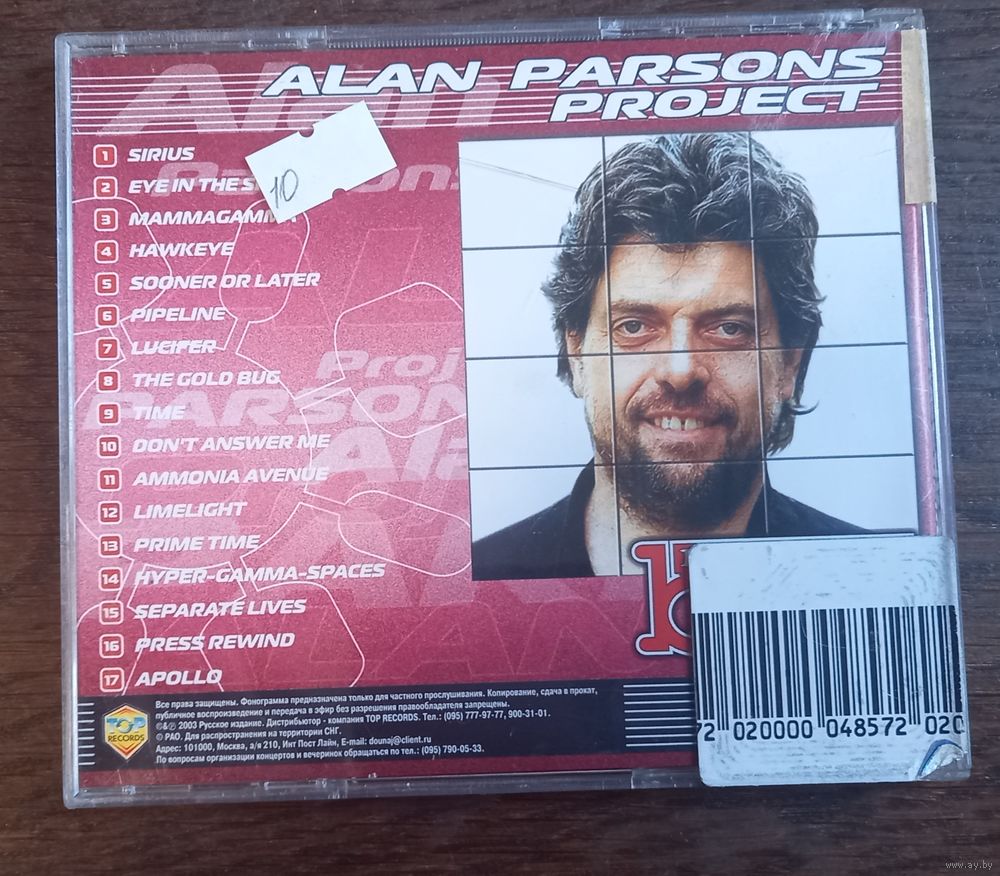 ALAN PARSONS
PROJECT
10
1 SIRIUS
2 EYE IN THE
3 MAMMAGAMMA
4 HAWKEYE
5 SOONER OR LATER
6 PIPELINE
7 LUCIFER
8 THE GOLD BUG
9 TIME
10 DON'T ANSWER ME
11 AMMONIA AVENUE
12 LIMELIGHT
13 PRIME TIME
14 HYPER-GAMMA-SPACES
15 SEPARATE LIVES
16 PRESS REWIND
17 APOLLO
TOP
RECORDS
Все права защищены. Фонограмма предназначена только для частного прослушивания. Копирование, сдача в прокат,
публичное воспроизведение и передача в эфир без разрешения правообладателя запрещены.
©&℗ 2003 Русское издание. Дистрибьютор - компания TOP RECORDS. Тел.: (095) 777-97-77, 900-31-01.
© РАО. Для распространения на территории СНГ.
Адрес: 101000, Москва, а/я 210, Инт Пост Лайн, E-mail: dounaj@client.ru
По вопросам организации концертов и вечеринок обращаться по тел.: (095) 790-05-33.
72 020000 048572 020
www.ay.by